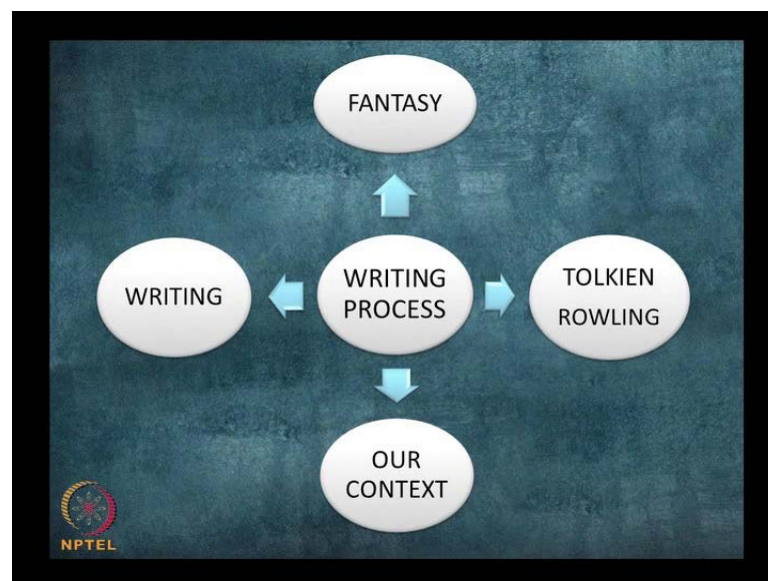 FANTASY
WRITING
WRITING
PROCESS
TOLKIEN
ROWLING
OUR
CONTEXT
NPTEL